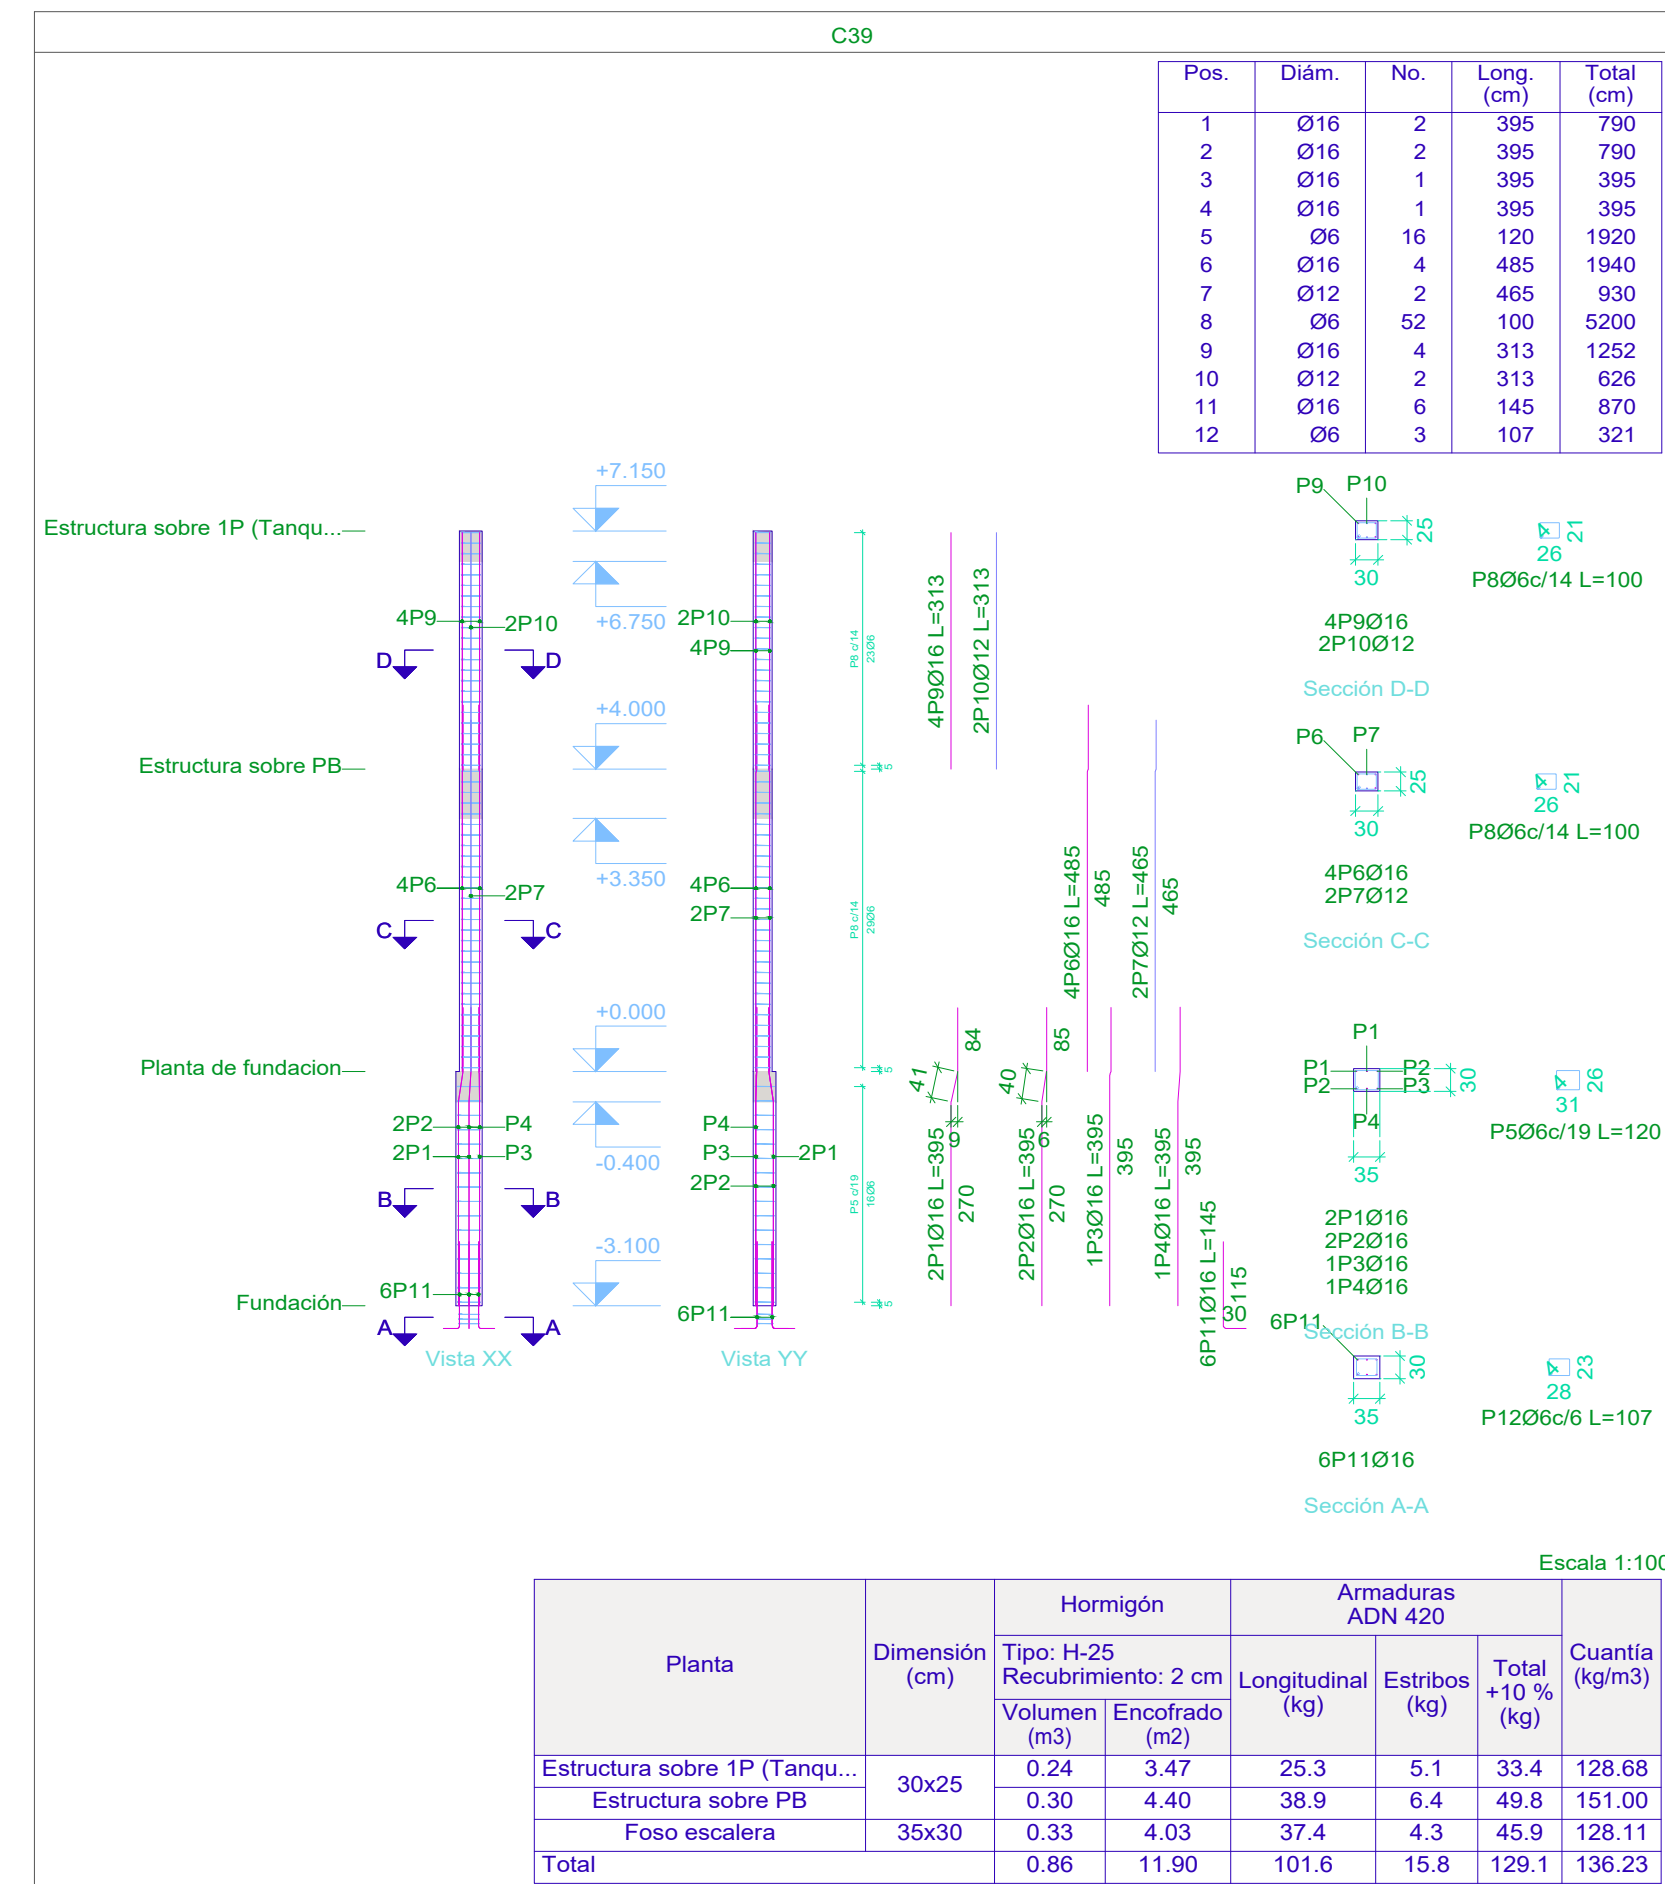 C39
Pos. Diám. No. Long. (cm) Total (cm)
1 Ø16 2 395 790
2 Ø16 2 395 790
3 Ø16 1 395 395
4 Ø16 1 395 395
5 Ø6 16 120 1920
6 Ø16 4 485 1940
7 Ø12 2 465 930
8 Ø6 52 100 5200
9 Ø16 4 313 1252
10 Ø12 2 313 626
11 Ø16 6 145 870
12 Ø6 3 107 321
Estructura sobre 1P (Tanqu...
Estructura sobre PB
Planta de fundacion
Fundación
4P9
2P10
D D
4P6
2P7
C C
2P2
P4
2P1
P3
B B
6P11
A A
Vista XX
+7.150
+6.750
+4.000
+3.350
+0.000
-0.400
-3.100
2P10
4P9
4P6
2P7
P4
P3
2P1
2P2
6P11
Vista YY
P8 c/14
23Ø6
5
P8 c/14
29Ø6
5
P5 c/19
16Ø6
5
4P9Ø16 L=313
2P10Ø12 L=313
4P6Ø16 L=485
485
2P7Ø12 L=465
465
84
41
9
2P1Ø16 L=395
270
85
40
6
2P2Ø16 L=395
270
1P3Ø16 L=395
395
1P4Ø16 L=395
395
6P11Ø16 L=145
115
30
P9 P10
25
30
26
21
P8Ø6c/14 L=100
4P9Ø16
2P10Ø12
Sección D-D
P6 P7
25
30
26
21
P8Ø6c/14 L=100
4P6Ø16
2P7Ø12
Sección C-C
P1
P1 P2
P2 P3
P4
30
35
31
26
P5Ø6c/19 L=120
2P1Ø16
2P2Ø16
1P3Ø16
1P4Ø16
Sección B-B
6P11
30
35
28
23
P12Ø6c/6 L=107
6P11Ø16
Sección A-A
Escala 1:100
Planta
Dimensión
(cm)
Hormigón
Tipo: H-25
Recubrimiento: 2 cm
Volumen
(m3)
Encofrado
(m2)
Armaduras
ADN 420
Longitudinal
(kg)
Estribos
(kg)
Total
+10 %
(kg)
Cuantía
(kg/m3)
Estructura sobre 1P (Tanqu... 30x25 0.24 3.47 25.3 5.1 33.4 128.68
Estructura sobre PB 0.30 4.40 38.9 6.4 49.8 151.00
Foso escalera 35x30 0.33 4.03 37.4 4.3 45.9 128.11
Total 0.86 11.90 101.6 15.8 129.1 136.23